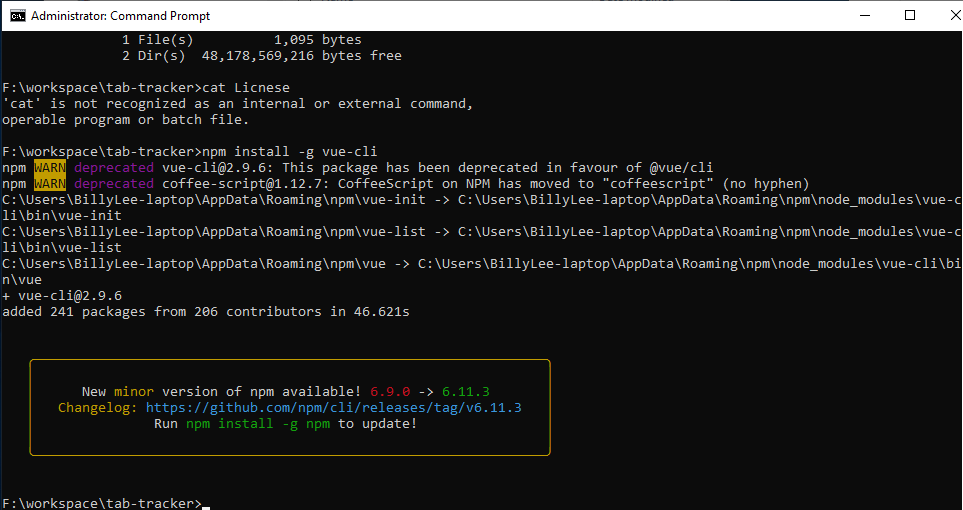 Administrator: Command Prompt
1 File(s) 1,095 bytes
2 Dir(s) 48,178,569,216 bytes free
F:\workspace\tab-tracker>cat Licnese
'cat' is not recognized as an internal or external command,
operable program or batch file.
F:\workspace\tab-tracker>npm install -g vue-cli
npm WARN deprecated vue-cli@2.9.6: This package has been deprecated in favour of @vue/cli
npm WARN deprecated coffee-script@1.12.7: CoffeeScript on NPM has moved to "coffeescript" (no hyphen)
C:\Users\BillyLee-laptop\AppData\Roaming\npm\vue-init -> C:\Users\BillyLee-laptop\AppData\Roaming\npm\node_modules\vue-c
li\bin\vue-init
C:\Users\BillyLee-laptop\AppData\Roaming\npm\vue-list -> C:\Users\BillyLee-laptop\AppData\Roaming\npm\node_modules\vue-c
li\bin\vue-list
C:\Users\BillyLee-laptop\AppData\Roaming\npm\vue -> C:\Users\BillyLee-laptop\AppData\Roaming\npm\node_modules\vue-cli\bi
n\vue
+ vue-cli@2.9.6
added 241 packages from 206 contributors in 46.621s
New minor version of npm available! 6.9.0 -> 6.11.3
Changelog: https://github.com/npm/cli/releases/tag/v6.11.3
Run npm install -g npm to update!
F:\workspace\tab-tracker>